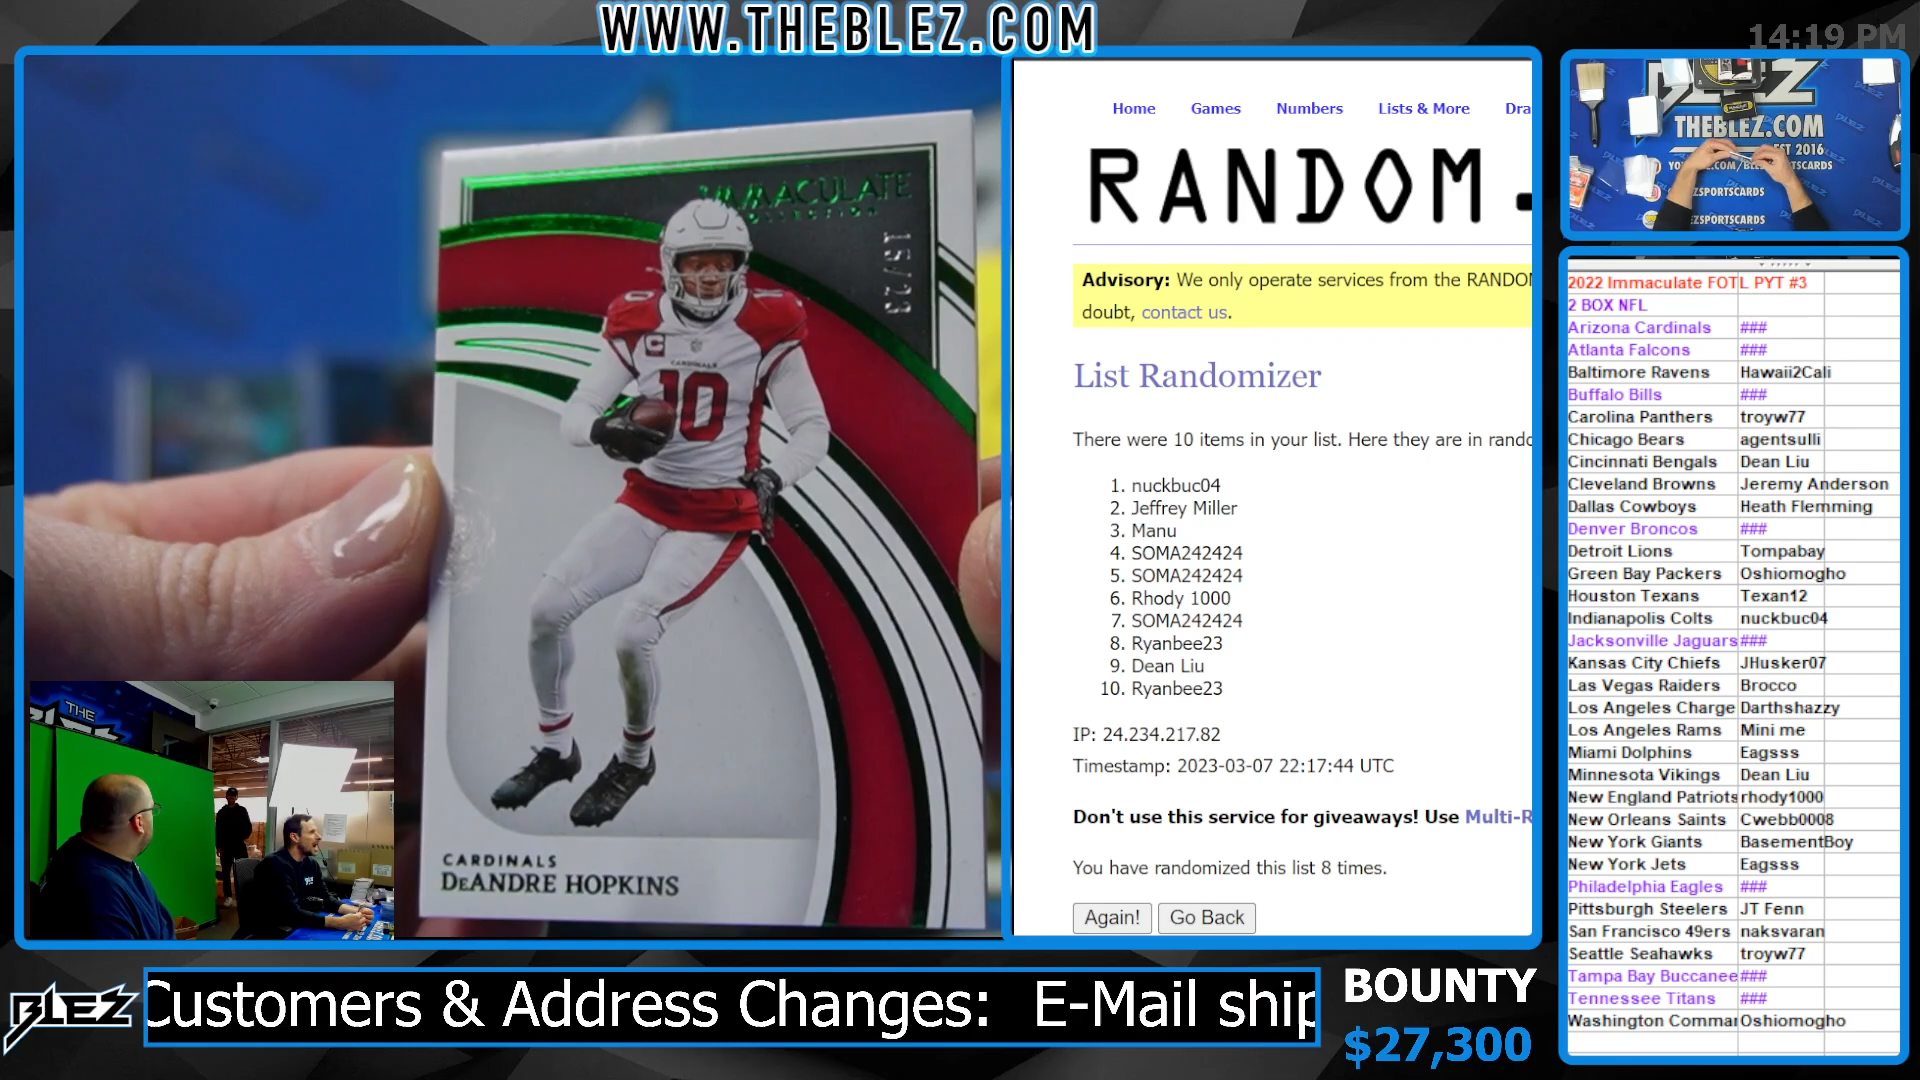 WWW.THEBLEZ.COM
14:19 PM
IMMACULATE
COLLECTION
15/23
10
C
CARDINALS
10
CARDINALS
DeANDRE HOPKINS
THE
Home Games Numbers Lists & More Dra
RANDOM.
Advisory: We only operate services from the RANDO
doubt, contact us.
List Randomizer
There were 10 items in your list. Here they are in rando
1. nuckbuc04
2. Jeffrey Miller
3. Manu
4. SOMA242424
5. SOMA242424
6. Rhody 1000
7. SOMA242424
8. Ryanbee23
9. Dean Liu
10. Ryanbee23
IP: 24.234.217.82
Timestamp: 2023-03-07 22:17:44 UTC
Don't use this service for giveaways! Use Multi-R
You have randomized this list 8 times.
Again! Go Back
THEBLEZ.COM
EST 2016
2022 Immaculate FOTL PYT #3
2 BOX NFL
Arizona Cardinals ###
Atlanta Falcons ###
Baltimore Ravens Hawaii2Cali
Buffalo Bills ###
Carolina Panthers troyw77
Chicago Bears agentsulli
Cincinnati Bengals Dean Liu
Cleveland Browns Jeremy Anderson
Dallas Cowboys Heath Flemming
Denver Broncos ###
Detroit Lions Tompabay
Green Bay Packers Oshiomogho
Houston Texans Texan12
Indianapolis Colts nuckbuc04
Jacksonville Jaguars ###
Kansas City Chiefs JHusker07
Las Vegas Raiders Brocco
Los Angeles Charge Darthshazzy
Los Angeles Rams Mini me
Miami Dolphins Eagsss
Minnesota Vikings Dean Liu
New England Patriots rhody1000
New Orleans Saints Cwebb0008
New York Giants BasementBoy
New York Jets Eagsss
Philadelphia Eagles ###
Pittsburgh Steelers JT Fenn
San Francisco 49ers naksvaran
Seattle Seahawks troyw77
Tampa Bay Buccanee ###
Tennessee Titans ###
Washington Comma Oshiomogho
BLEZ
Customers & Address Changes: E-Mail ship
BOUNTY
$27,300